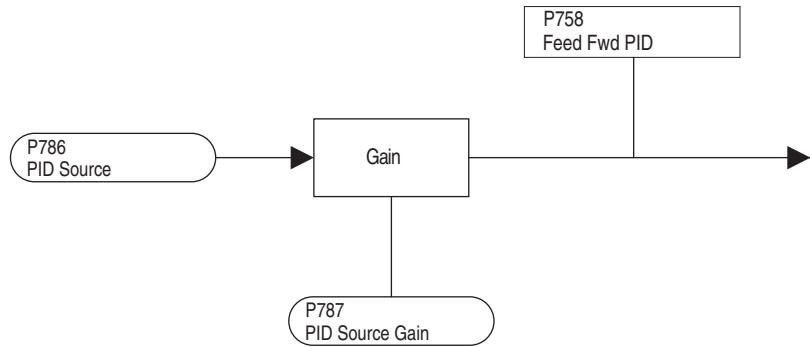 P758
Feed Fwd PID
P786
PID Source
Gain
P787
PID Source Gain